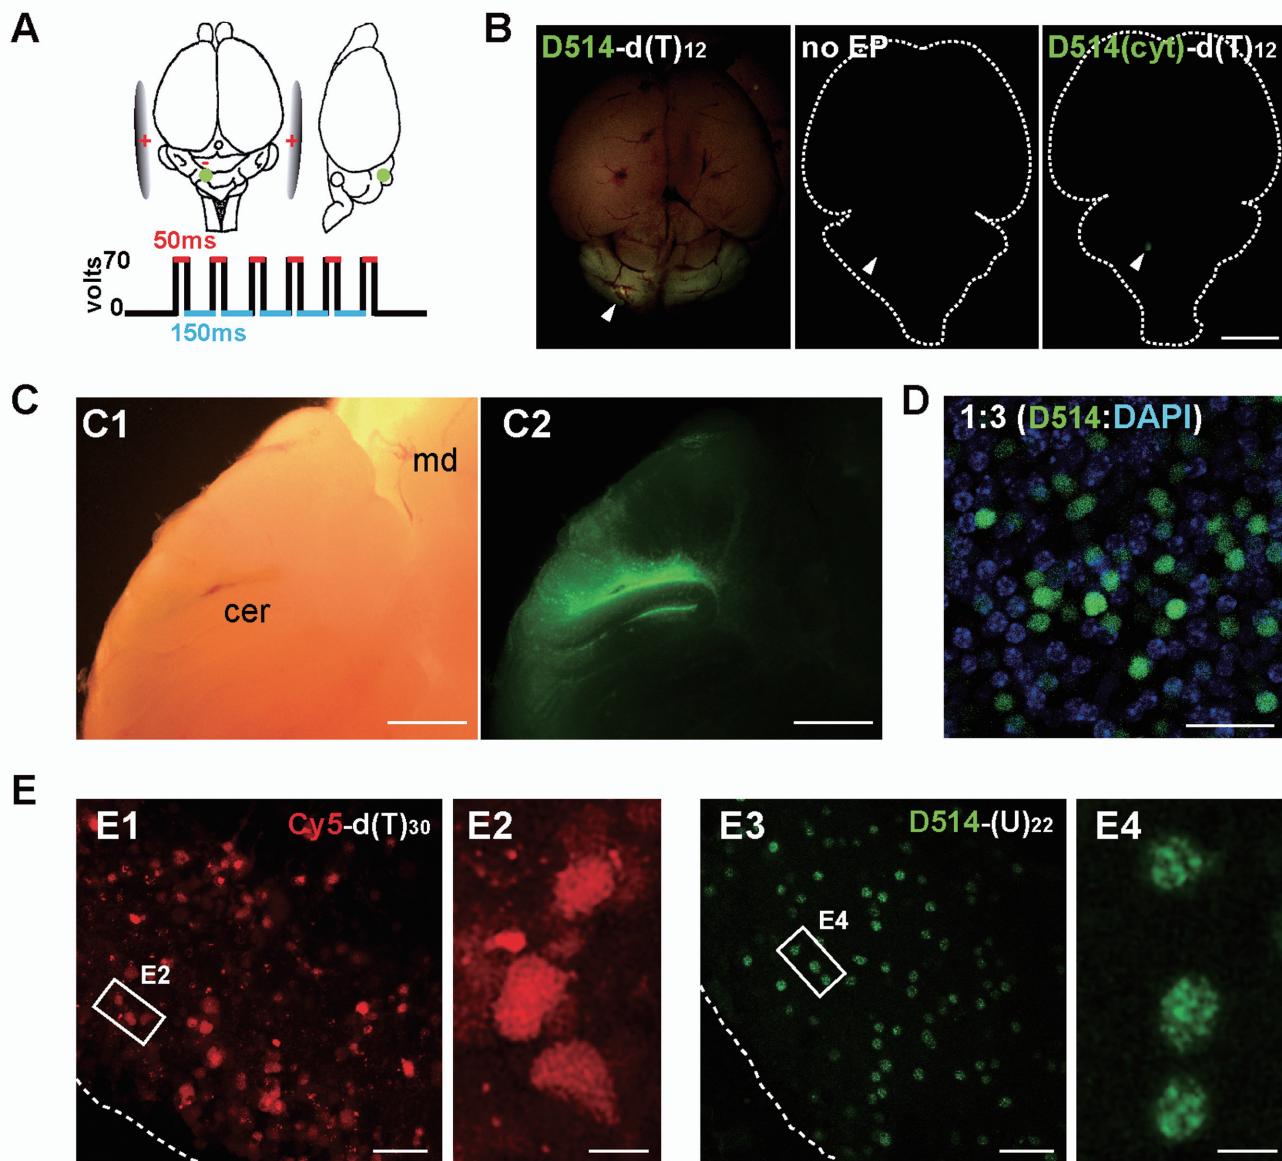 A
+
+
-
50ms
volts
70
0
150ms
B
D514-d(T)12
no EP
D514(cyt)-d(T)12
C
C1
md
cer
C2
D
1:3 (D514:DAPI)
E
E1
Cy5-d(T)30
E2
E2
E3
D514-(U)22
E4
E4